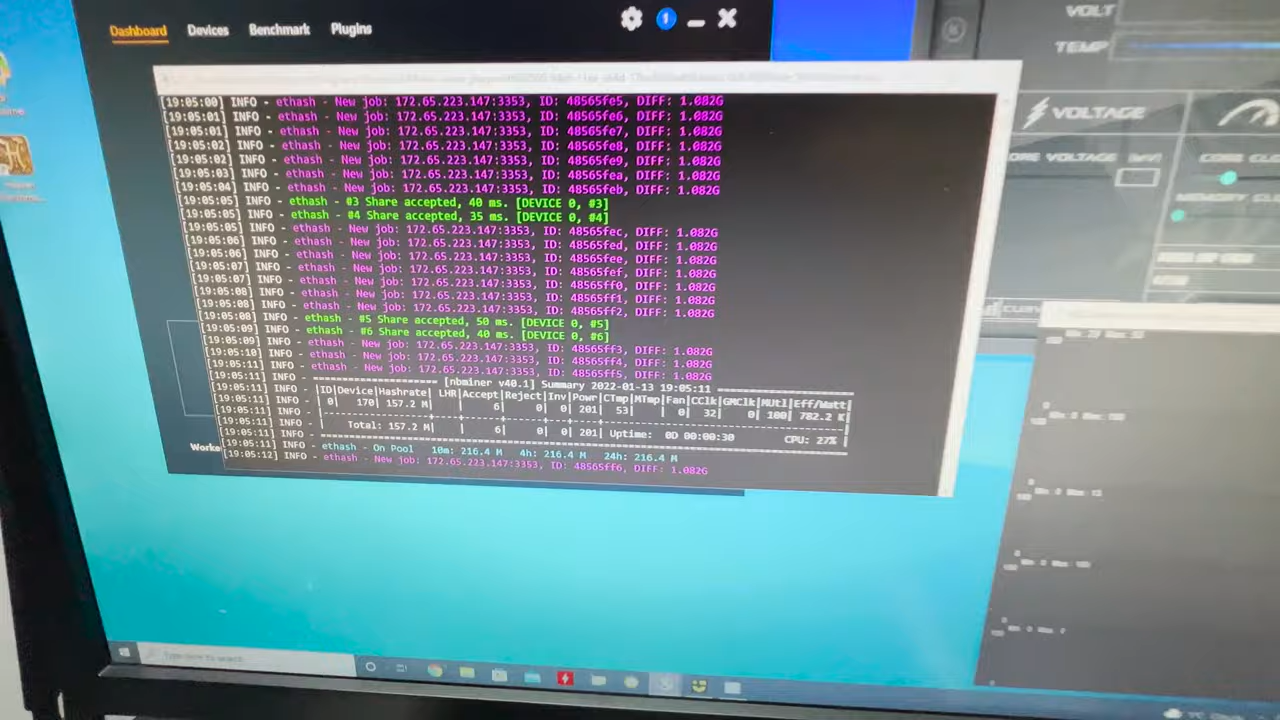 Dashboard Devices Benchmark Plugins
[19:05:00] INFO - ethash - New job: 172.65.223.147:3353, ID: 48565fe5, DIFF: 1.082G
[19:05:01] INFO - ethash - New job: 172.65.223.147:3353, ID: 48565fe6, DIFF: 1.082G
[19:05:01] INFO - ethash - New job: 172.65.223.147:3353, ID: 48565fe7, DIFF: 1.082G
[19:05:02] INFO - ethash - New job: 172.65.223.147:3353, ID: 48565fe8, DIFF: 1.082G
[19:05:02] INFO - ethash - New job: 172.65.223.147:3353, ID: 48565fe9, DIFF: 1.082G
[19:05:03] INFO - ethash - New job: 172.65.223.147:3353, ID: 48565fea, DIFF: 1.082G
[19:05:04] INFO - ethash - New job: 172.65.223.147:3353, ID: 48565feb, DIFF: 1.082G
[19:05:05] INFO - ethash - #3 Share accepted, 40 ms. [DEVICE 0, #3]
[19:05:05] INFO - ethash - #4 Share accepted, 35 ms. [DEVICE 0, #4]
[19:05:05] INFO - ethash - New job: 172.65.223.147:3353, ID: 48565fec, DIFF: 1.082G
[19:05:06] INFO - ethash - New job: 172.65.223.147:3353, ID: 48565fed, DIFF: 1.082G
[19:05:06] INFO - ethash - New job: 172.65.223.147:3353, ID: 48565fee, DIFF: 1.082G
[19:05:07] INFO - ethash - New job: 172.65.223.147:3353, ID: 48565fef, DIFF: 1.082G
[19:05:07] INFO - ethash - New job: 172.65.223.147:3353, ID: 48565ff0, DIFF: 1.082G
[19:05:08] INFO - ethash - New job: 172.65.223.147:3353, ID: 48565ff1, DIFF: 1.082G
[19:05:08] INFO - ethash - New job: 172.65.223.147:3353, ID: 48565ff2, DIFF: 1.082G
[19:05:08] INFO - ethash - #5 Share accepted, 50 ms. [DEVICE 0, #5]
[19:05:09] INFO - ethash - #6 Share accepted, 40 ms. [DEVICE 0, #6]
[19:05:09] INFO - ethash - New job: 172.65.223.147:3353, ID: 48565ff3, DIFF: 1.082G
[19:05:10] INFO - ethash - New job: 172.65.223.147:3353, ID: 48565ff4, DIFF: 1.082G
[19:05:11] INFO - ethash - New job: 172.65.223.147:3353, ID: 48565ff5, DIFF: 1.082G
[19:05:11] INFO - [nbminer v40.1] Summary 2022-01-13 19:05:11
[19:05:11] INFO - |ID|Device|Hashrate| LHR|Accept|Reject|Inv|Powr|CTmp|MTmp|Fan|CClk|GMClk|MUtl|Eff/Watt|
[19:05:11] INFO - | 0| 170| 157.2 M| | 6| 0| 0| 201| 53| | 0| 32| 0| 100| 782.2 K|
[19:05:11] INFO -
[19:05:11] INFO - | Total: 157.2 M| | 6| 0| 0| 201| Uptime: 0D 00:00:30 CPU: 27% |
[19:05:11] INFO -
[19:05:11] INFO - ethash - On Pool 10m: 216.4 M 4h: 216.4 M 24h: 216.4 M
[19:05:12] INFO - ethash - New job: 172.65.223.147:3353, ID: 48565ff6, DIFF: 1.082G
Worke
VOLT
TEMP
VOLTAGE
ORE VOLTAGE
CORE CLO
MEMORY CL
Type here to search